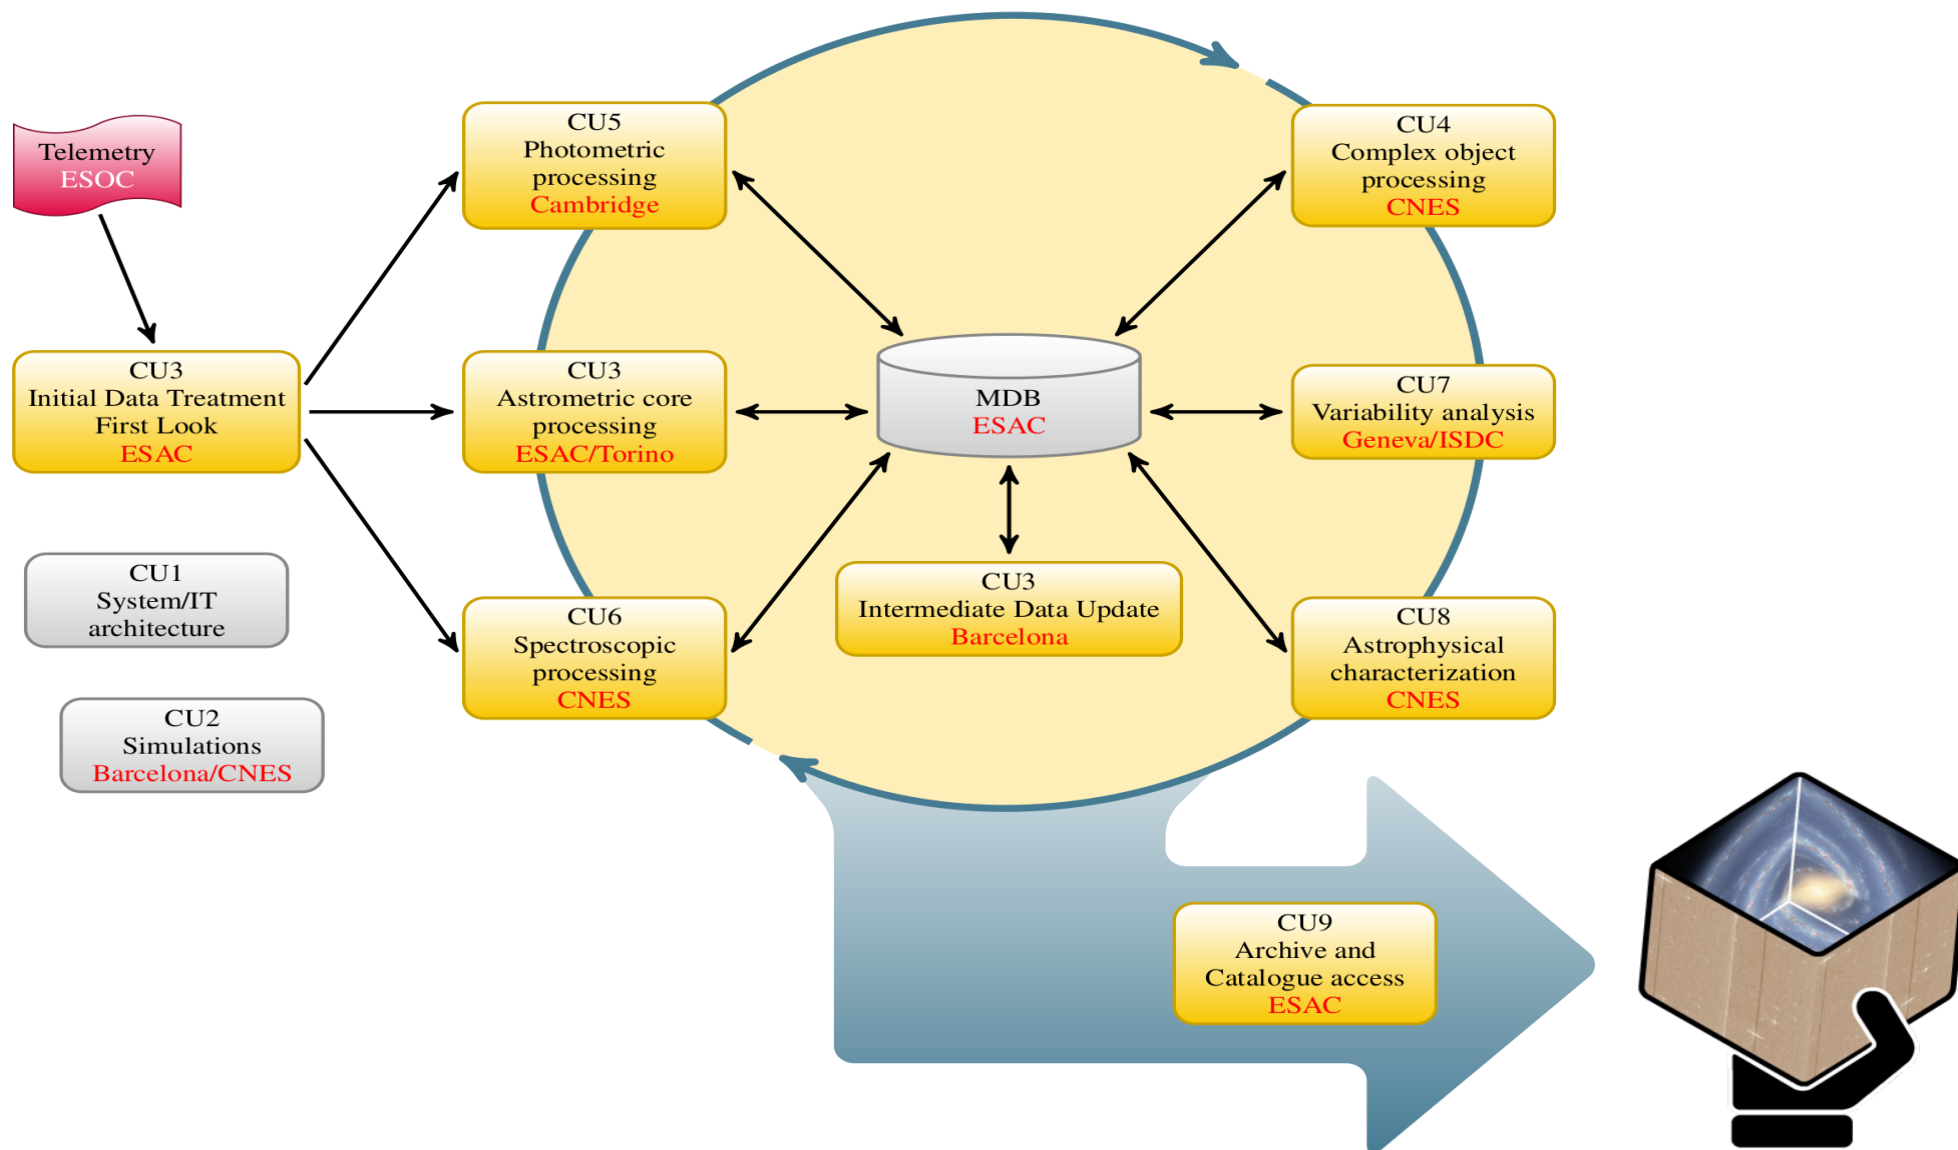 Telemetry
ESOC
CU3
Initial Data Treatment
First Look
ESAC
CU1
System/IT
architecture
CU2
Simulations
Barcelona/CNES
CU5
Photometric
processing
Cambridge
CU3
Astrometric core
processing
ESAC/Torino
CU6
Spectroscopic
processing
CNES
MDB
ESAC
CU3
Intermediate Data Update
Barcelona
CU4
Complex object
processing
CNES
CU7
Variability analysis
Geneva/ISDC
CU8
Astrophysical
characterization
CNES
CU9
Archive and
Catalogue access
ESAC